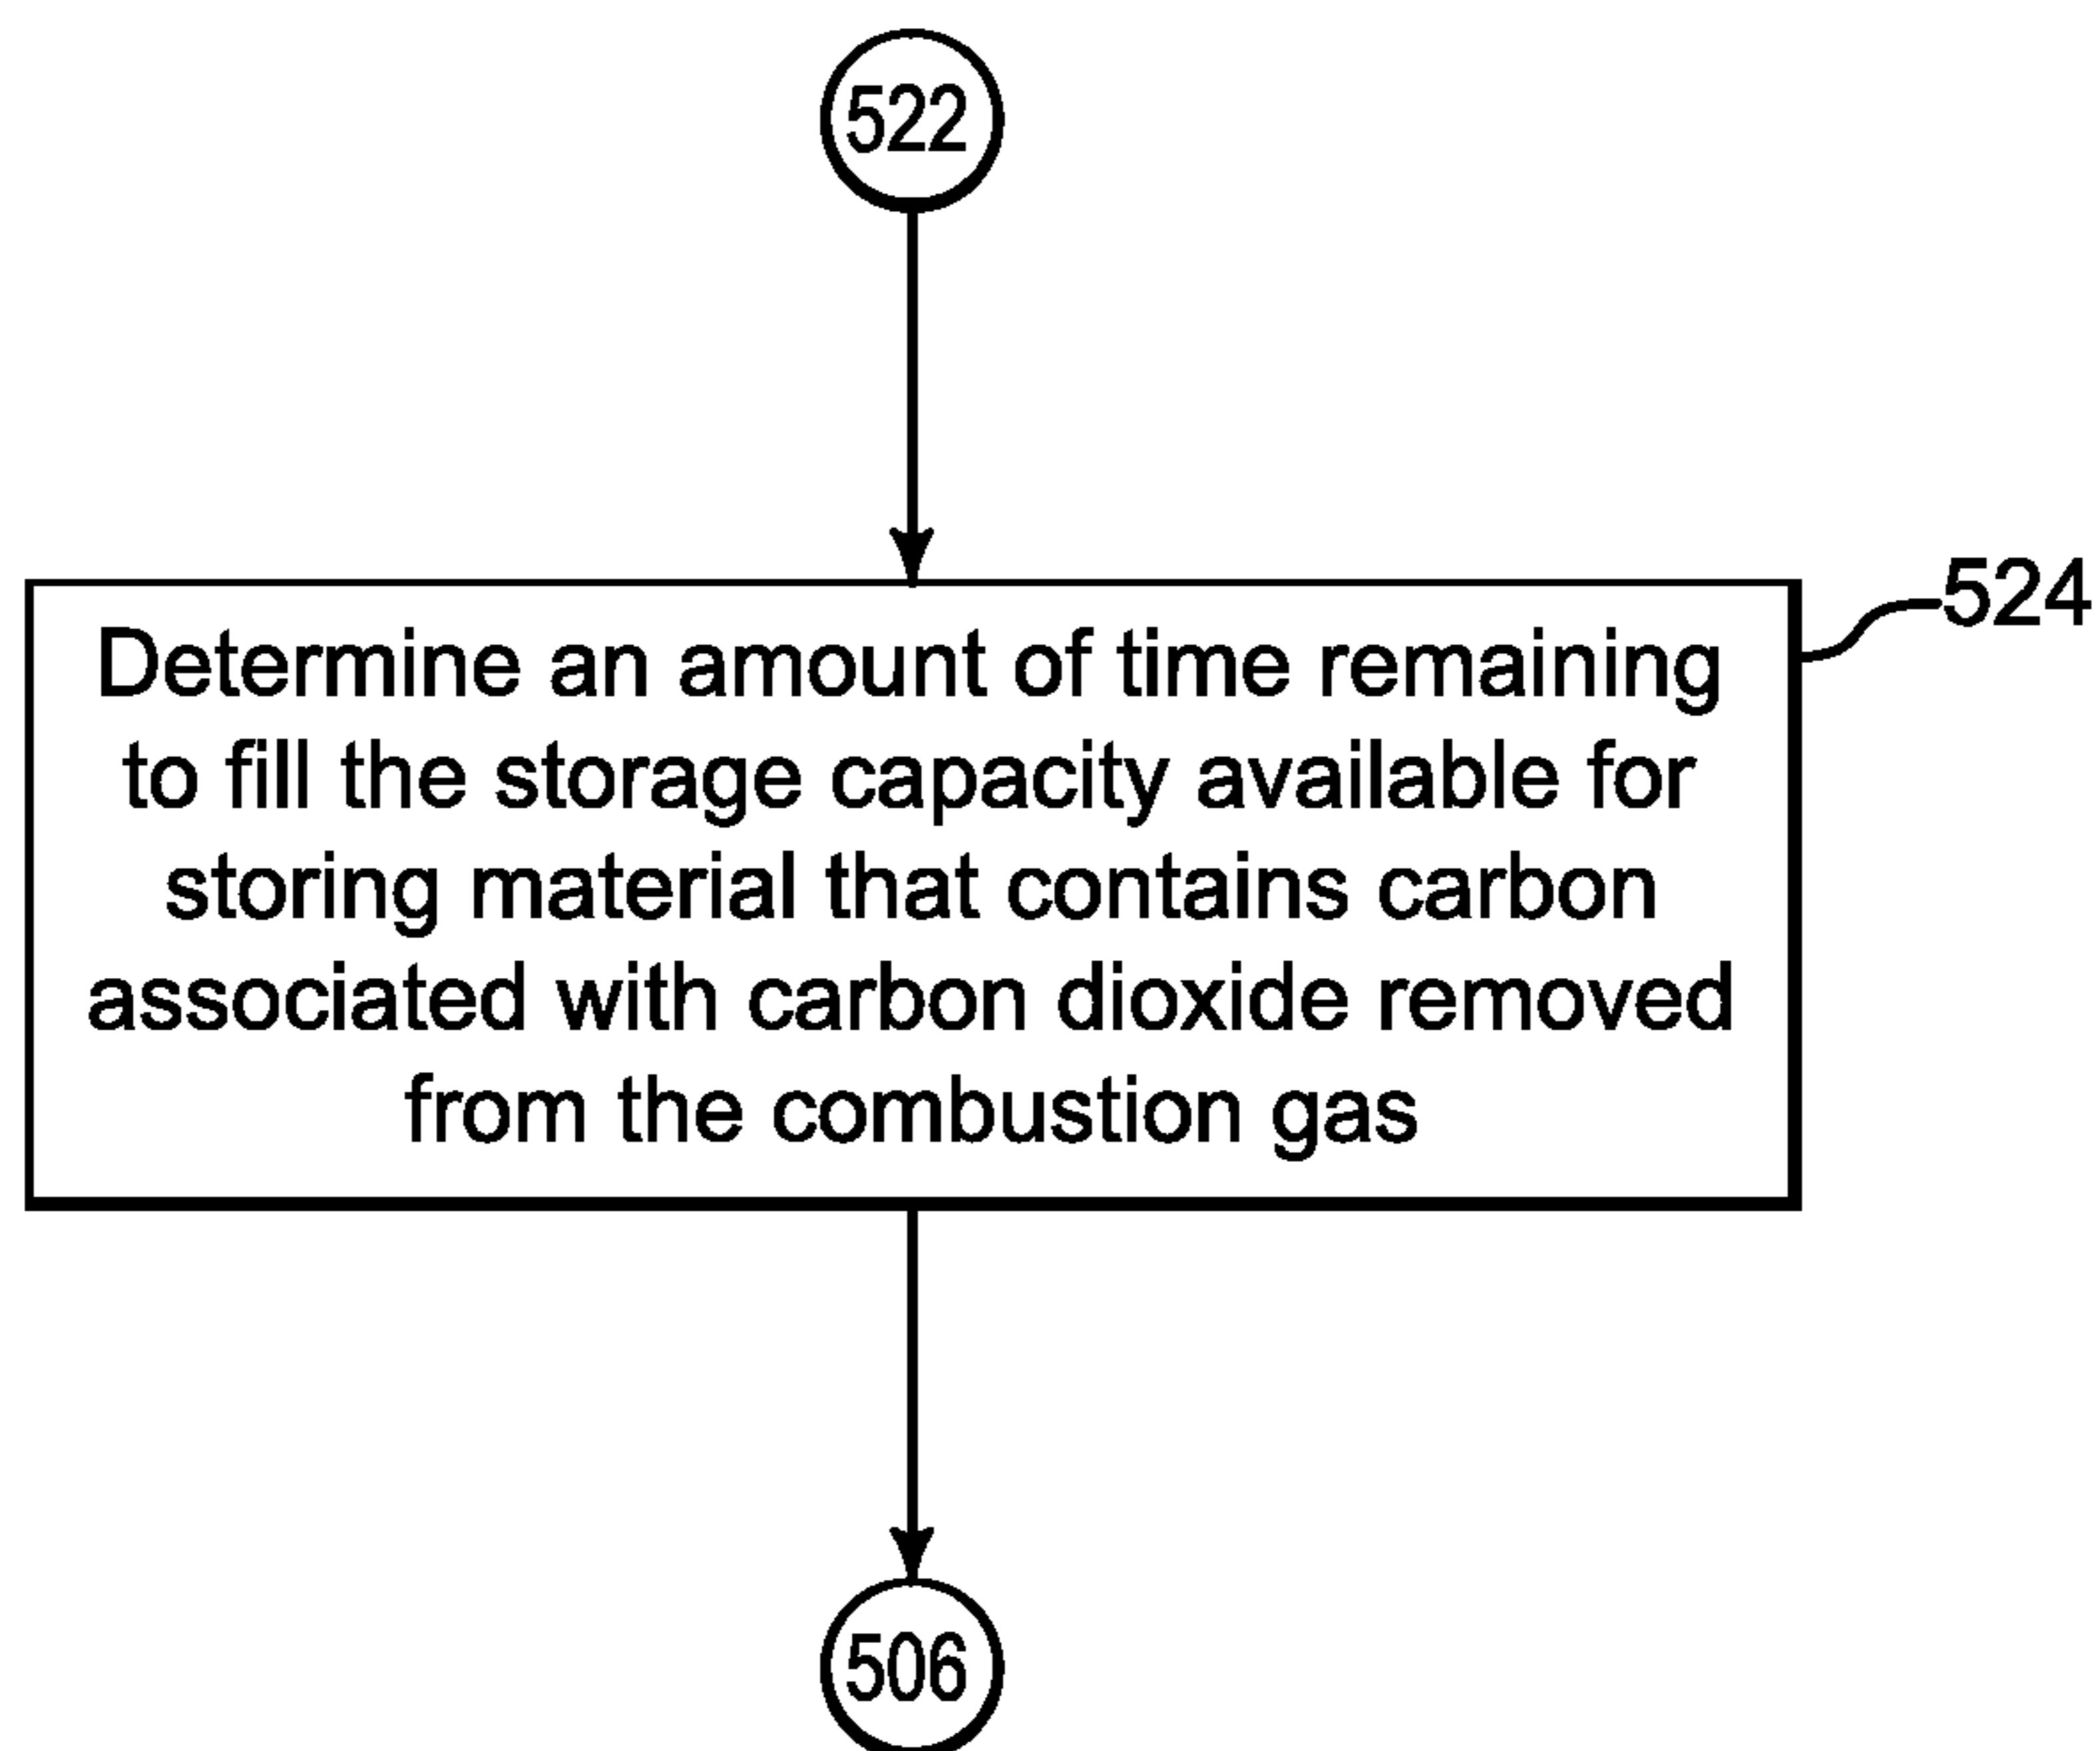 522
524
Determine an amount of time remaining
to fill the storage capacity available for
storing material that contains carbon
associated with carbon dioxide removed
from the combustion gas
506